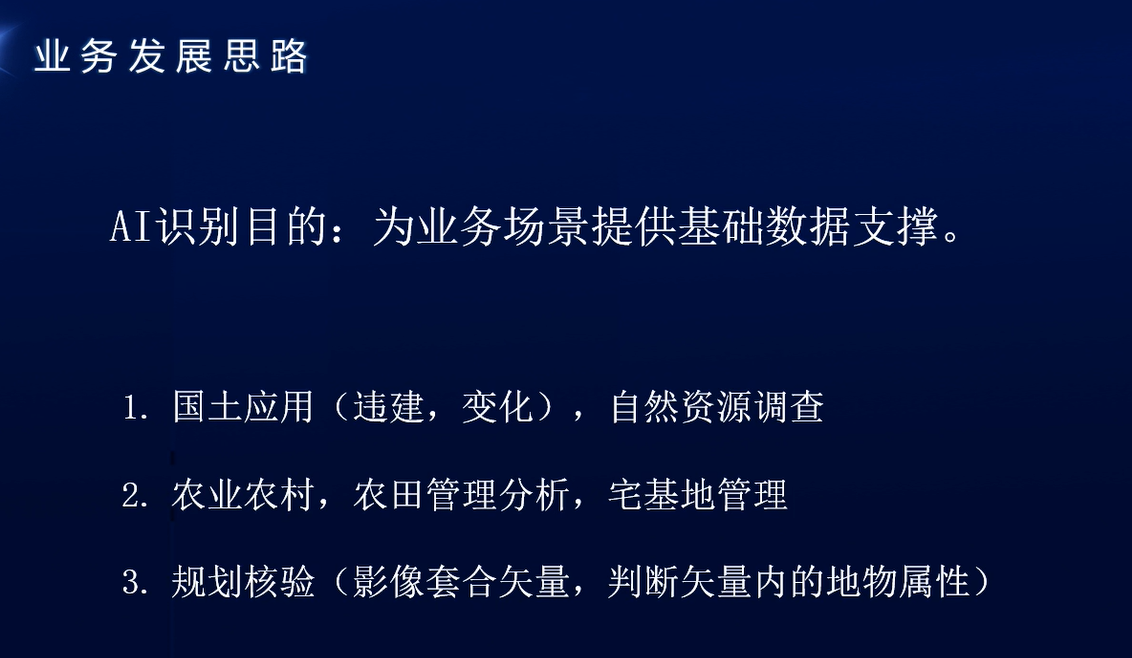 业务发展思路
AI识别目的：为业务场景提供基础数据支撑。
1. 国土应用（违建，变化），自然资源调查
2. 农业农村，农田管理分析，宅基地管理
3. 规划核验（影像套合矢量，判断矢量内的地物属性）